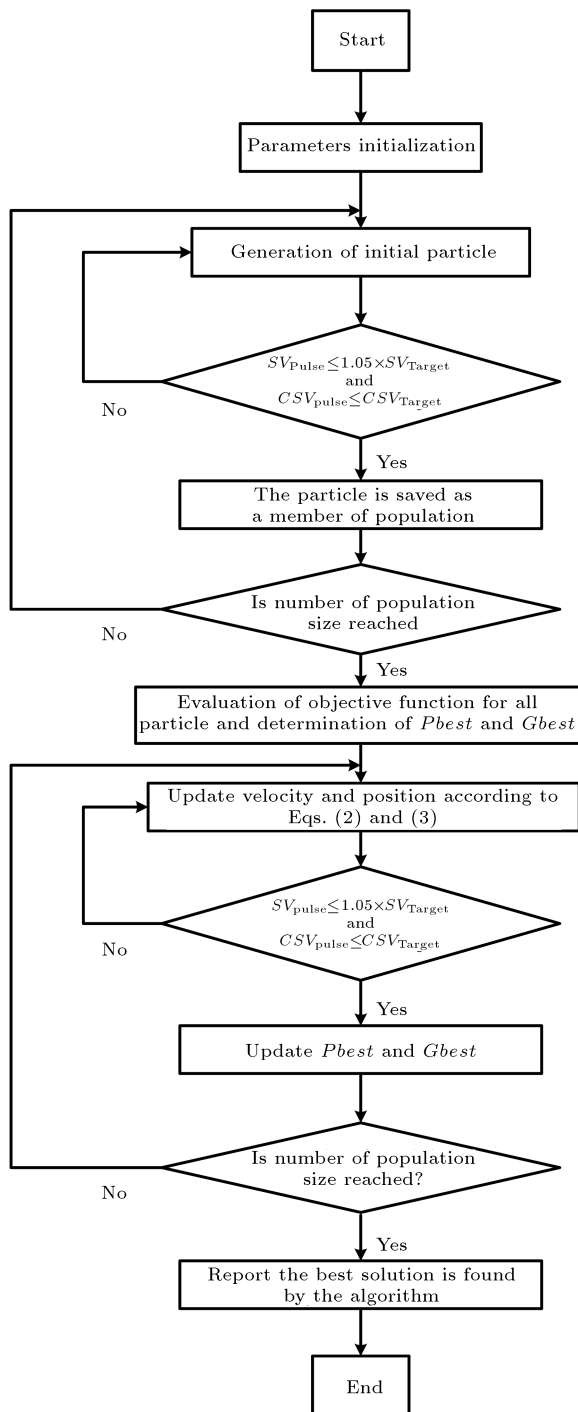 Start
Parameters initialization
Generation of initial particle
SV_Pulse≤1.05×SV_Target
and
CSV_pulse≤CSV_Target
No
Yes
The particle is saved as
a member of population
Is number of population
size reached
No
Yes
Evaluation of objective function for all
particle and determination of Pbest and Gbest
Update velocity and position according to
Eqs. (2) and (3)
SV_pulse≤1.05×SV_Target
and
CSV_pulse≤CSV_Target
No
Yes
Update Pbest and Gbest
Is number of population
size reached?
No
Yes
Report the best solution is found
by the algorithm
End